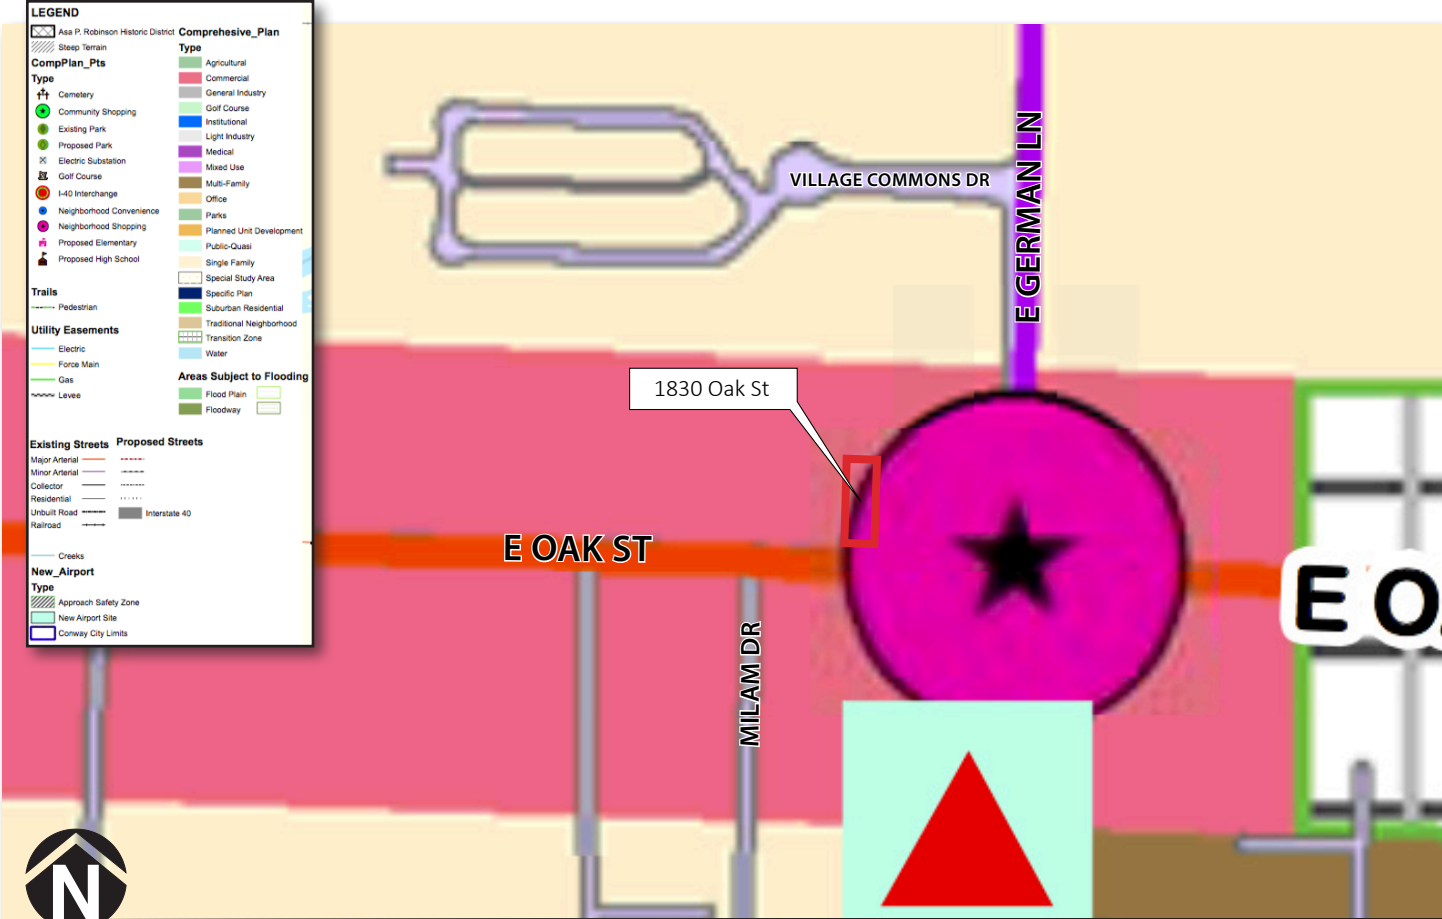 LEGEND
Asa P. Robinson Historic District
Steep Terrain
CompPlan_Pts
Type
Cemetery
Community Shopping
Existing Park
Proposed Park
Electric Substation
Golf Course
I-40 Interchange
Neighborhood Convenience
Neighborhood Shopping
Proposed Elementary
Proposed High School
Trails
Pedestrian
Utility Easements
Electric
Force Main
Gas
Levee
Comprehesive_Plan
Type
Agricultural
Commercial
General Industry
Golf Course
Institutional
Light Industry
Medical
Mixed Use
Multi-Family
Office
Parks
Planned Unit Development
Public-Quasi
Single Family
Special Study Area
Specific Plan
Suburban Residential
Traditional Neighborhood
Transition Zone
Water
Areas Subject to Flooding
Flood Plain
Floodway
Existing Streets
Major Arterial
Minor Arterial
Collector
Residential
Unbuilt Road
Railroad
Proposed Streets
Interstate 40
Creeks
New_Airport
Type
Approach Safety Zone
New Airport Site
Conway City Limits
VILLAGE COMMONS DR
E GERMAN LN
1830 Oak St
E OAK ST
MILAM DR
E O
N